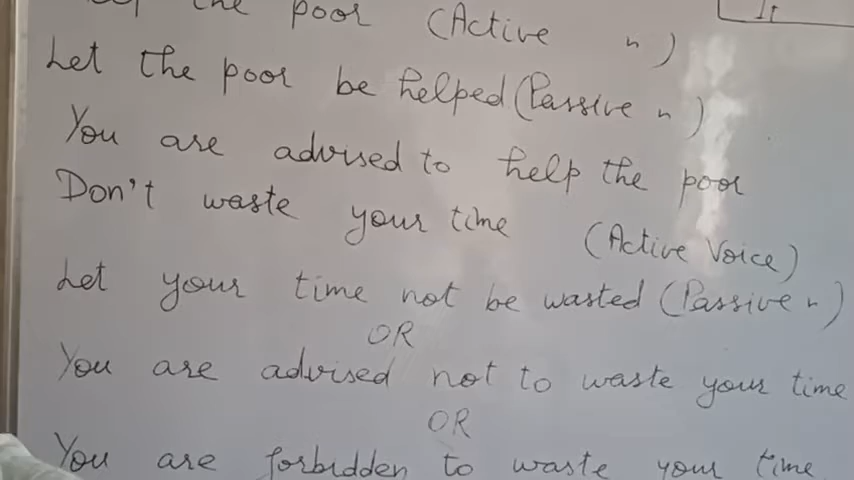 the poor (Active " )
It
Let the poor be helped (Passive " )
You are advised to help the poor
Don't waste your time (Active Voice)
Let your time not be wasted (Passive " )
OR
You are advised not to waste your time
OR
You are forbidden to waste your time